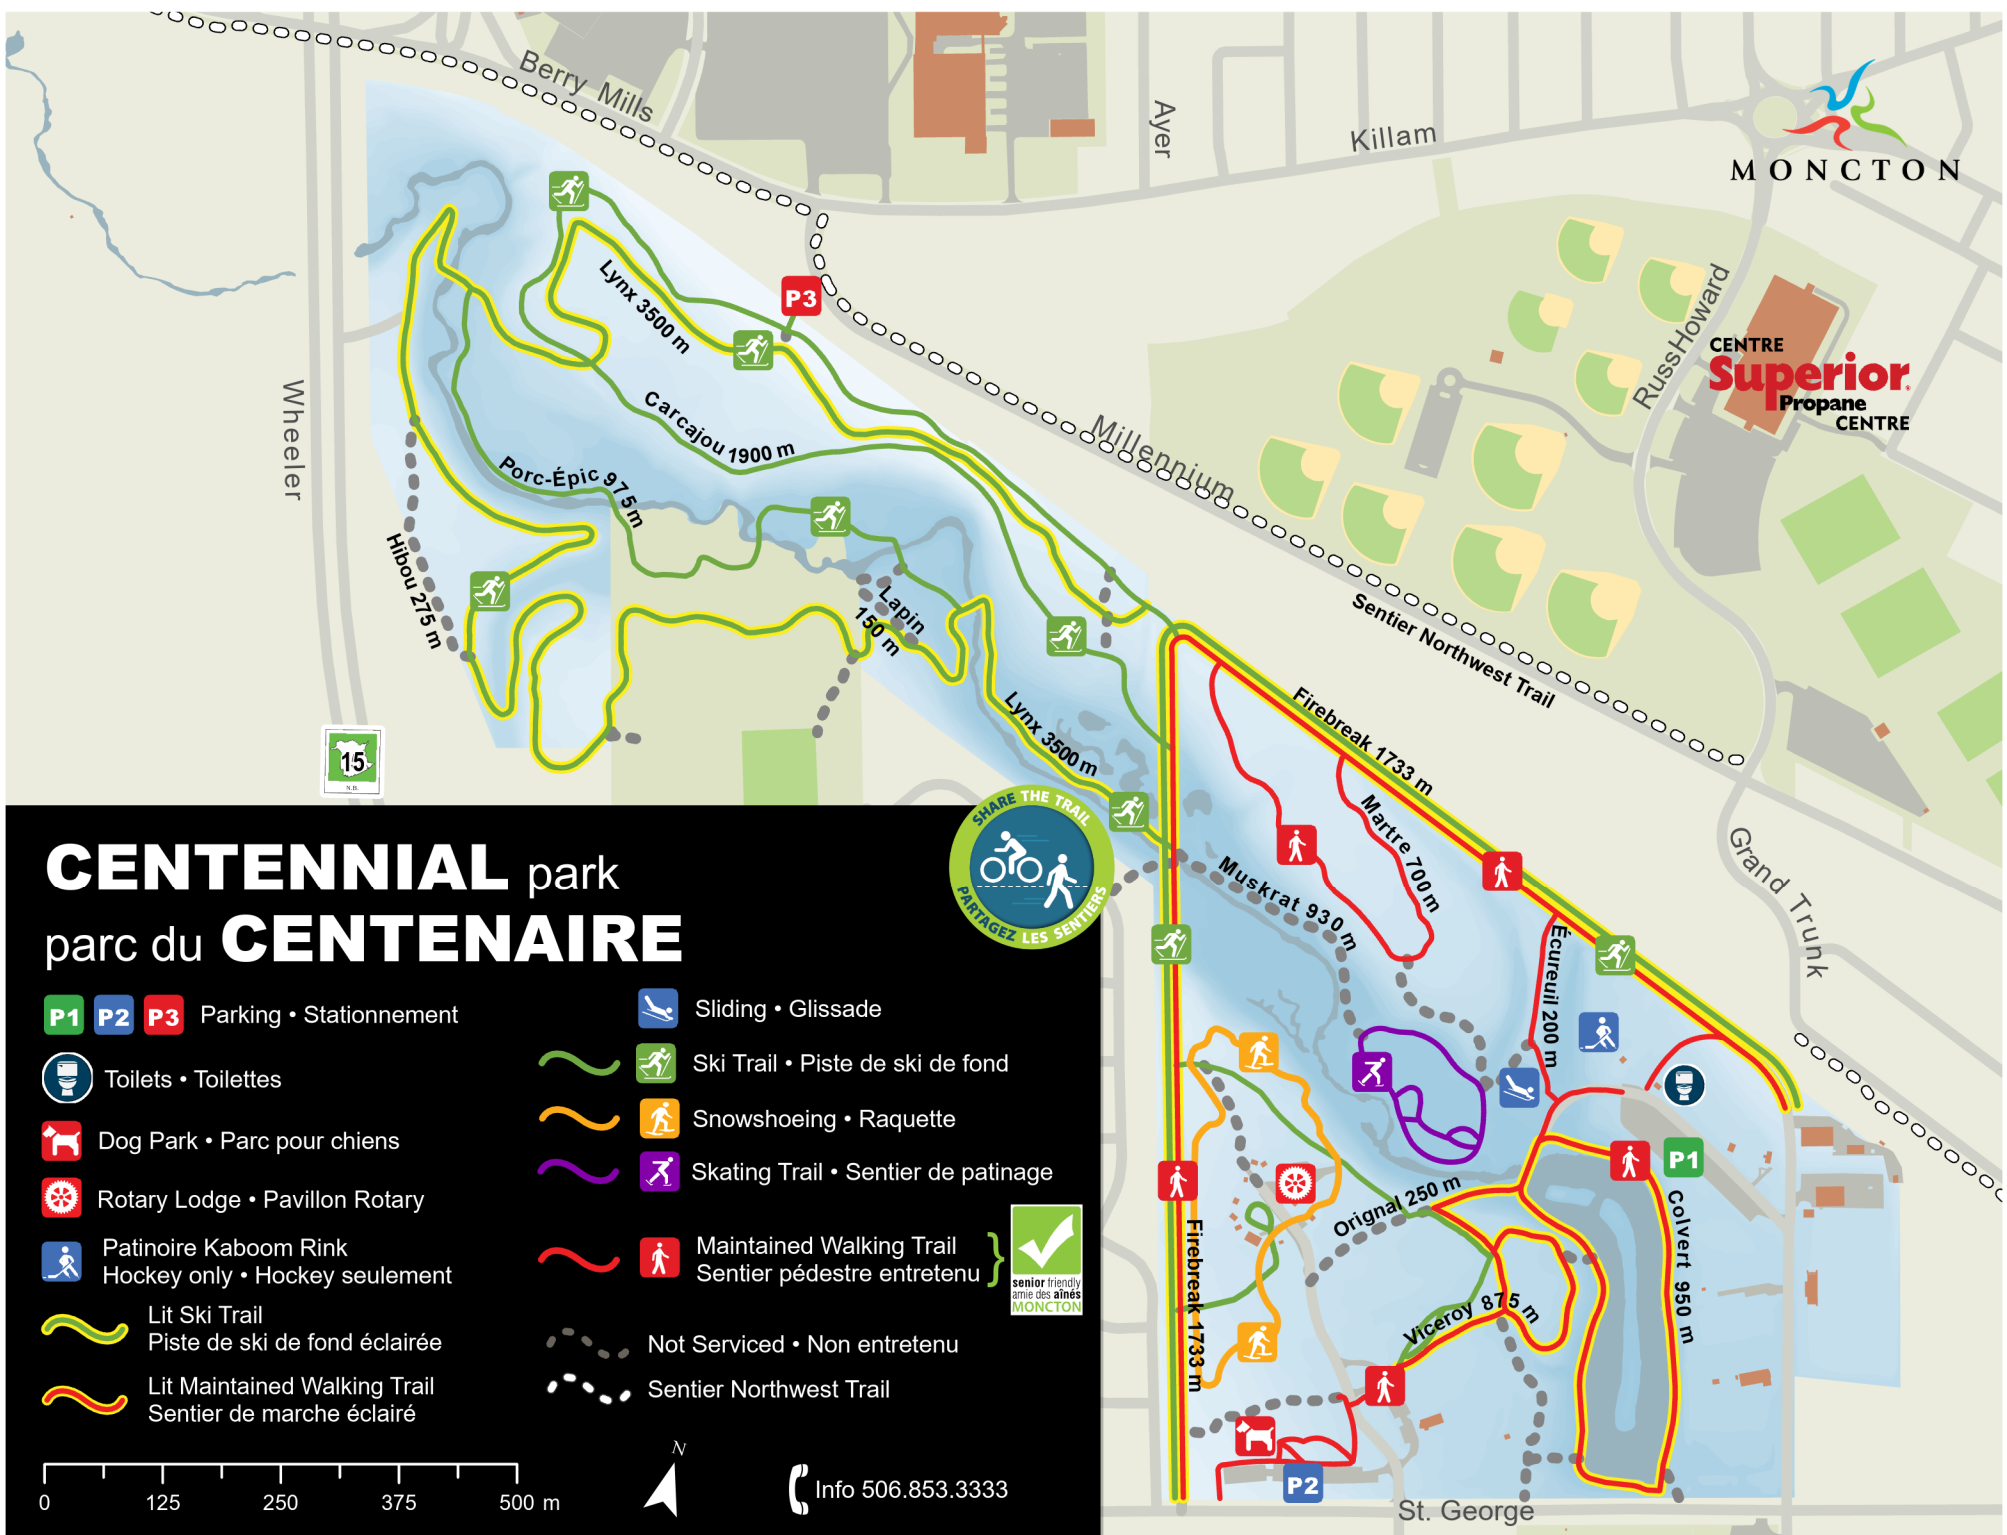 Berry Mills
Ayer
Killam
MONCTON
RussHoward
CENTRE
Superior
Propane
CENTRE
P3
Lynx 3500 m
Wheeler
Carcajou 1900 m
Porc-Épic 975 m
Millennium
Hibou 275 m
Lapin
150 m
Sentier Northwest Trail
Lynx 3500 m
Firebreak 1733 m
15
N.B.
Martre 700 m
Muskrat 930 m
Grand Trunk
SHARE THE TRAIL
PARTAGEZ LES SENTIERS
Écureuil 200 m
P1
Orignal 250 m
Colvert 950 m
Firebreak 1733 m
Viceroy 875 m
P2
St. George
CENTENNIAL park
parc du CENTENAIRE
P1 P2 P3 Parking • Stationnement
Toilets • Toilettes
Dog Park • Parc pour chiens
Rotary Lodge • Pavillon Rotary
Patinoire Kaboom Rink
Hockey only • Hockey seulement
Lit Ski Trail
Piste de ski de fond éclairée
Lit Maintained Walking Trail
Sentier de marche éclairé
Sliding • Glissade
Ski Trail • Piste de ski de fond
Snowshoeing • Raquette
Skating Trail • Sentier de patinage
Maintained Walking Trail
Sentier pédestre entretenu
senior friendly
amie des aînés
MONCTON
Not Serviced • Non entretenu
Sentier Northwest Trail
0 125 250 375 500 m
N
Info 506.853.3333